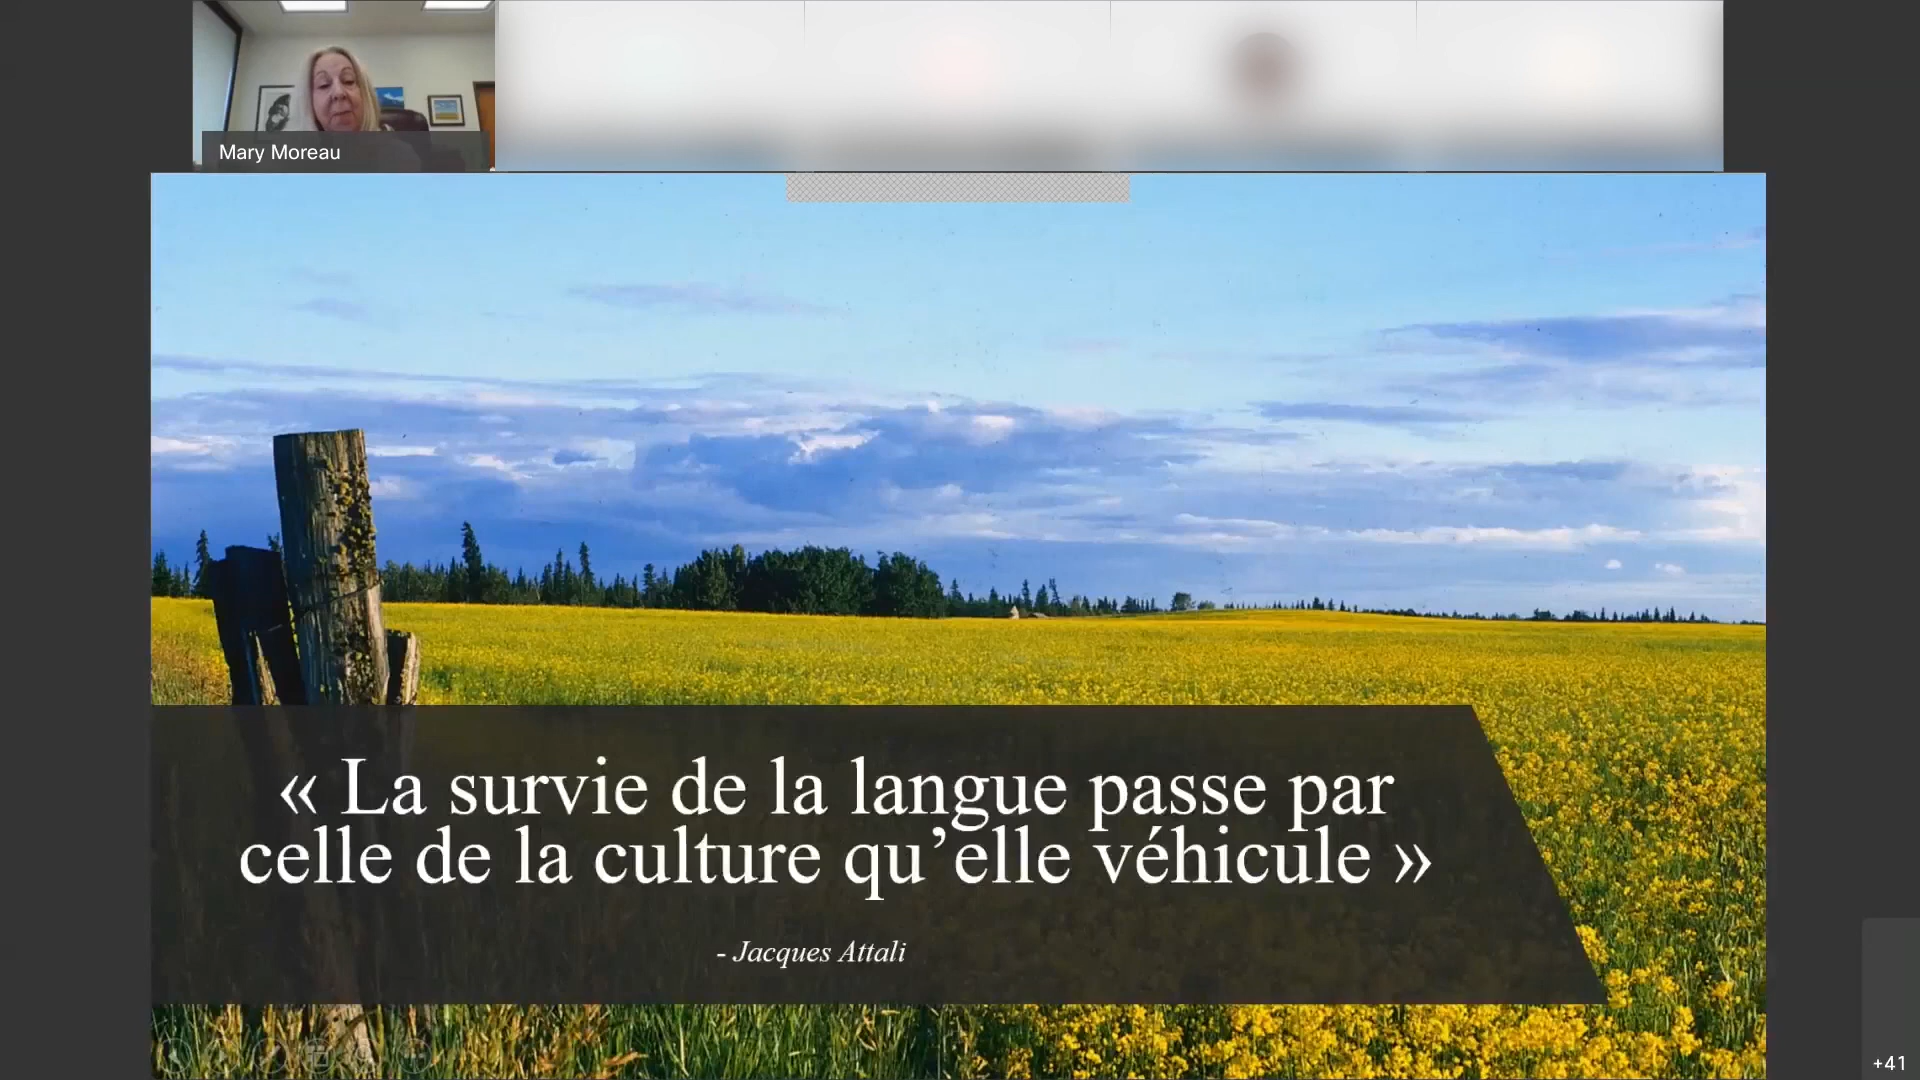 Mary Moreau
« La survie de la langue passe par
celle de la culture qu’elle véhicule »
- Jacques Attali
+41